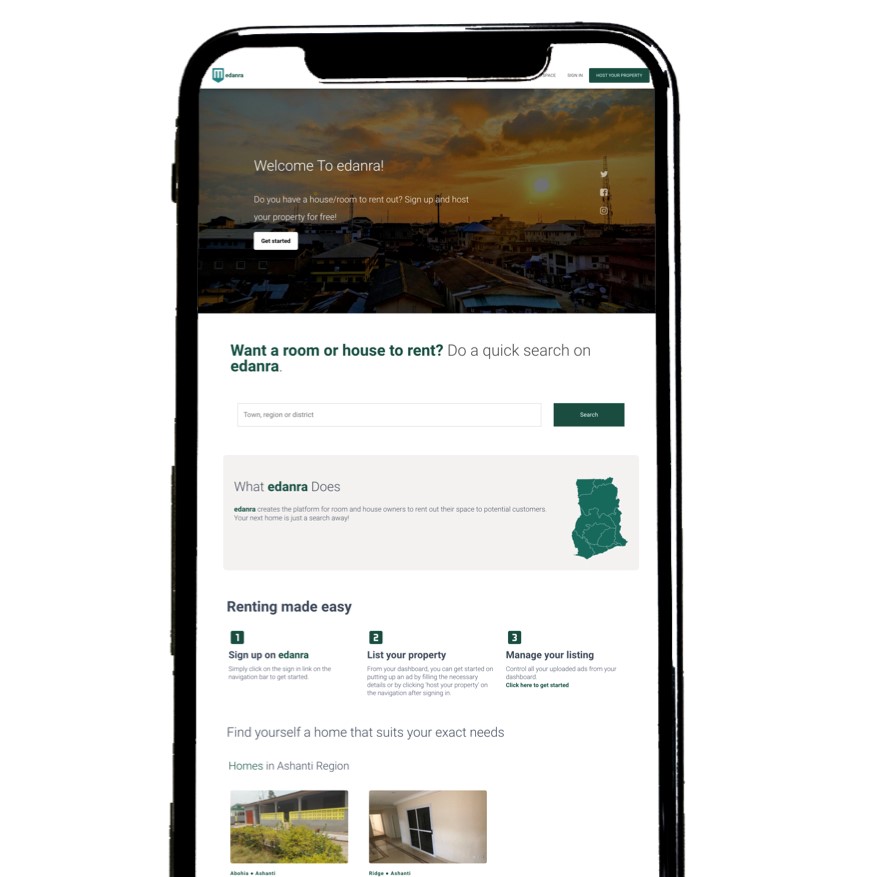 edanra
SPACE
SIGN IN
HOST YOUR PROPERTY
Welcome To edanra!
Do you have a house/room to rent out? Sign up and host
your property for free!
Get started
Want a room or house to rent? Do a quick search on
edanra.
Town, region or district
Search
What edanra Does
edanra creates the platform for room and house owners to rent out their space to potential customers.
Your next home is just a search away!
Renting made easy
1
Sign up on edanra
Simply click on the sign in link on the
navigation bar to get started.
2
List your property
From your dashboard, you can get started on
putting up an ad by filling the necessary
details or by clicking 'host your property' on
the navigation after signing in.
3
Manage your listing
Control all your uploaded ads from your
dashboard.
Click here to get started
Find yourself a home that suits your exact needs
Homes in Ashanti Region
Abohia • Ashanti
Ridge • Ashanti